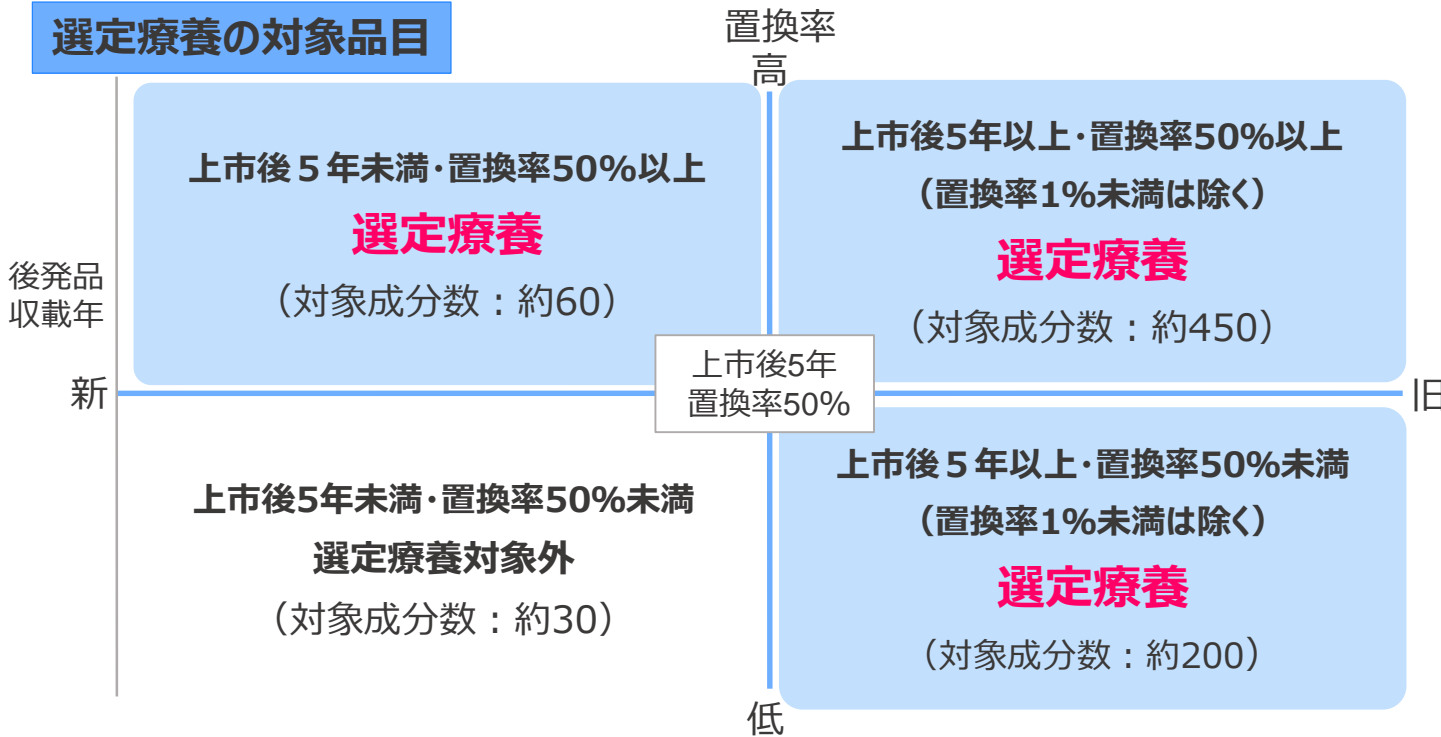 選定療養の対象品目
置換率
高
上市後５年未満･置換率50%以上
選定療養
（対象成分数：約60）
上市後5年以上･置換率50%以上
（置換率1%未満は除く）
選定療養
（対象成分数：約450）
後発品
収載年
新
上市後5年
置換率50%
旧
上市後5年未満･置換率50%未満
選定療養対象外
（対象成分数：約30）
上市後５年以上･置換率50%未満
（置換率1%未満は除く）
選定療養
（対象成分数：約200）
低